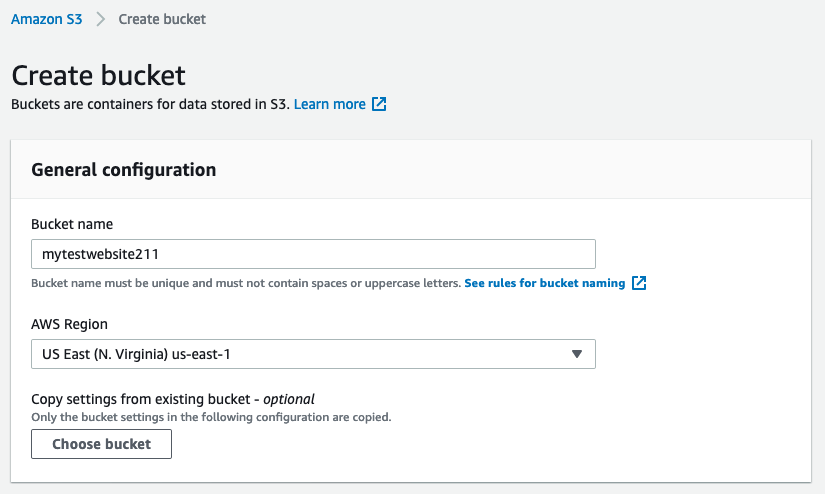 Amazon S3 > Create bucket
Create bucket
Buckets are containers for data stored in S3. Learn more
General configuration
Bucket name
mytestwebsite211
Bucket name must be unique and must not contain spaces or uppercase letters. See rules for bucket naming
AWS Region
US East (N. Virginia) us-east-1
Copy settings from existing bucket - optional
Only the bucket settings in the following configuration are copied.
Choose bucket